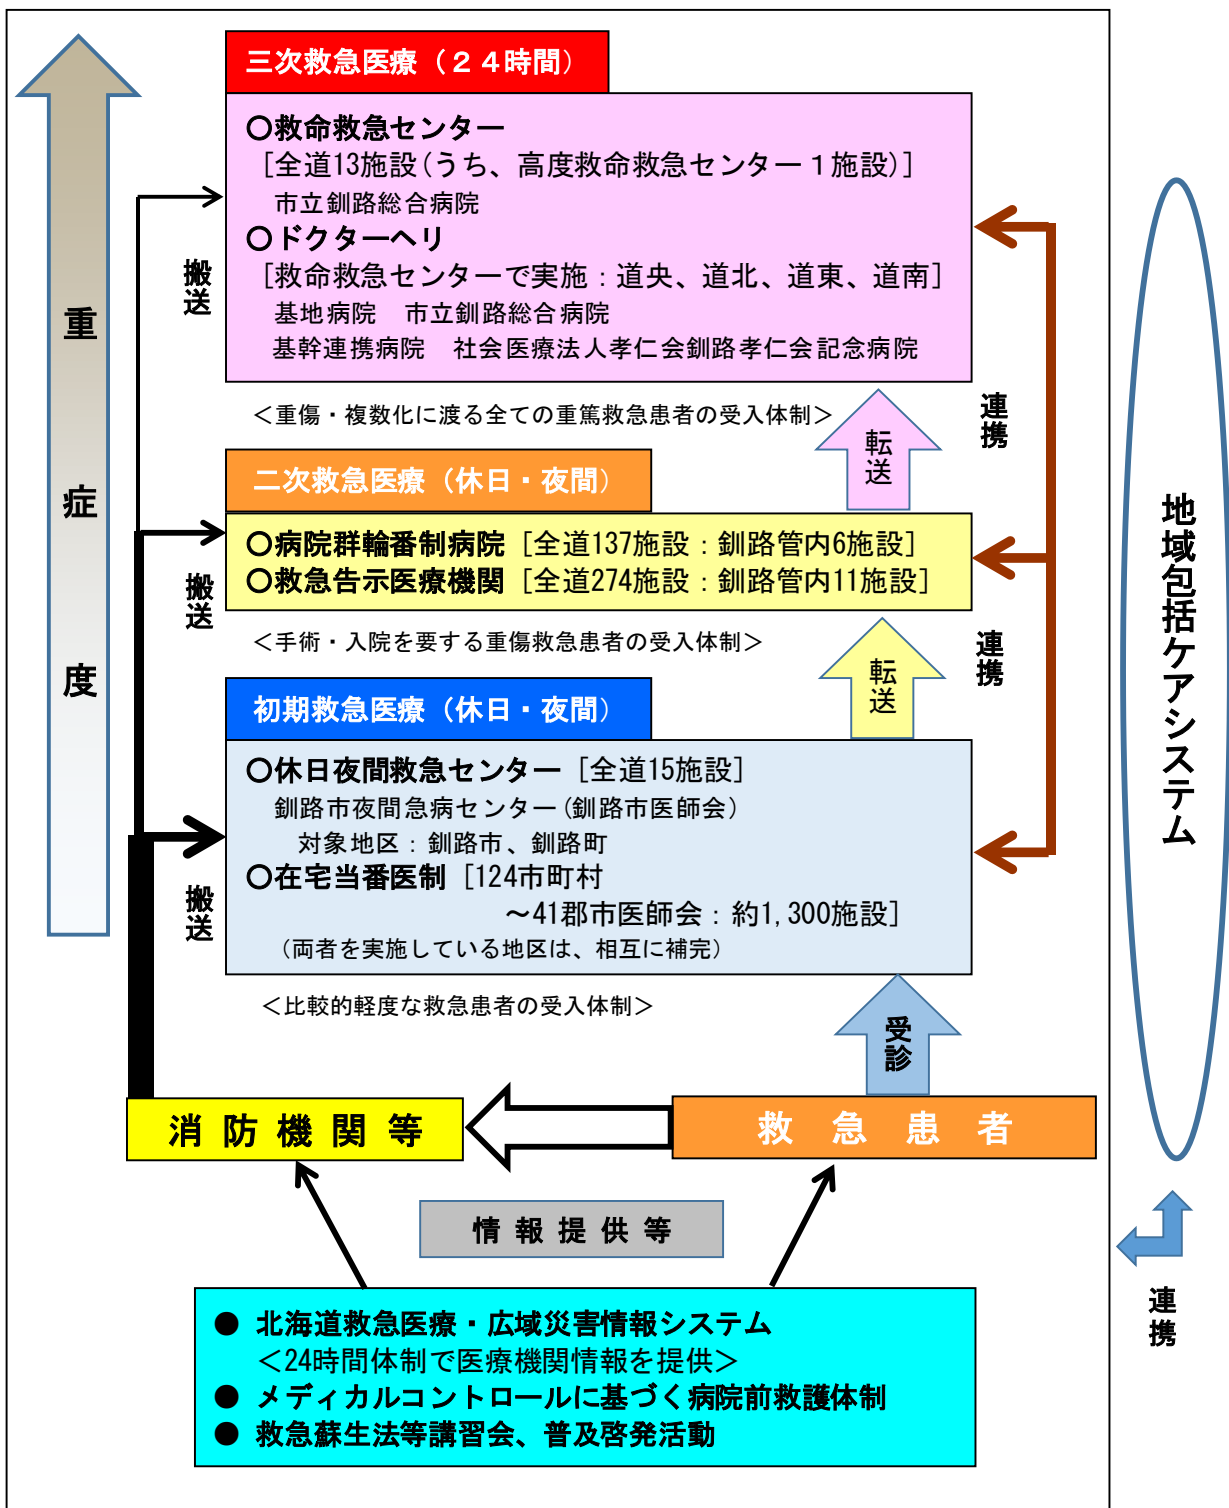 三次救急医療（２４時間）
〇救命救急センター
［全道13施設(うち、高度救命救急センター１施設)］
市立釧路総合病院
〇ドクターヘリ
［救命救急センターで実施：道央、道北、道東、道南］
基地病院　市立釧路総合病院
基幹連携病院　社会医療法人孝仁会釧路孝仁会記念病院
搬送
重症度
＜重傷・複数化に渡る全ての重篤救急患者の受入体制＞
転送
連携
二次救急医療（休日・夜間）
〇病院群輪番制病院［全道137施設：釧路管内6施設］
〇救急告示医療機関［全道274施設：釧路管内11施設］
搬送
＜手術・入院を要する重傷救急患者の受入体制＞
転送
連携
初期救急医療（休日・夜間）
〇休日夜間救急センター［全道15施設］
釧路市夜間急病センター(釧路市医師会)
対象地区：釧路市、釧路町
〇在宅当番医制［124市町村
～41郡市医師会：約1,300施設］
（両者を実施している地区は、相互に補完）
搬送
＜比較的軽度な救急患者の受入体制＞
受診
地域包括ケアシステム
消防機関等
救急患者
情報提供等
連携
● 北海道救急医療・広域災害情報システム
＜24時間体制で医療機関情報を提供＞
● メディカルコントロールに基づく病院前救護体制
● 救急蘇生法等講習会、普及啓発活動